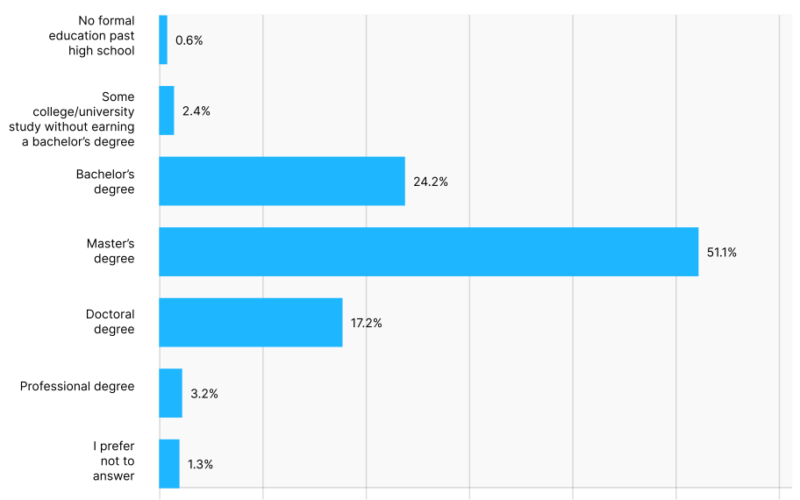 No formal
education past
high school
0.6%
Some
college/university
study without earning
a bachelor’s degree
2.4%
Bachelor’s
degree
24.2%
Master’s
degree
51.1%
Doctoral
degree
17.2%
Professional degree
3.2%
I prefer
not to
answer
1.3%